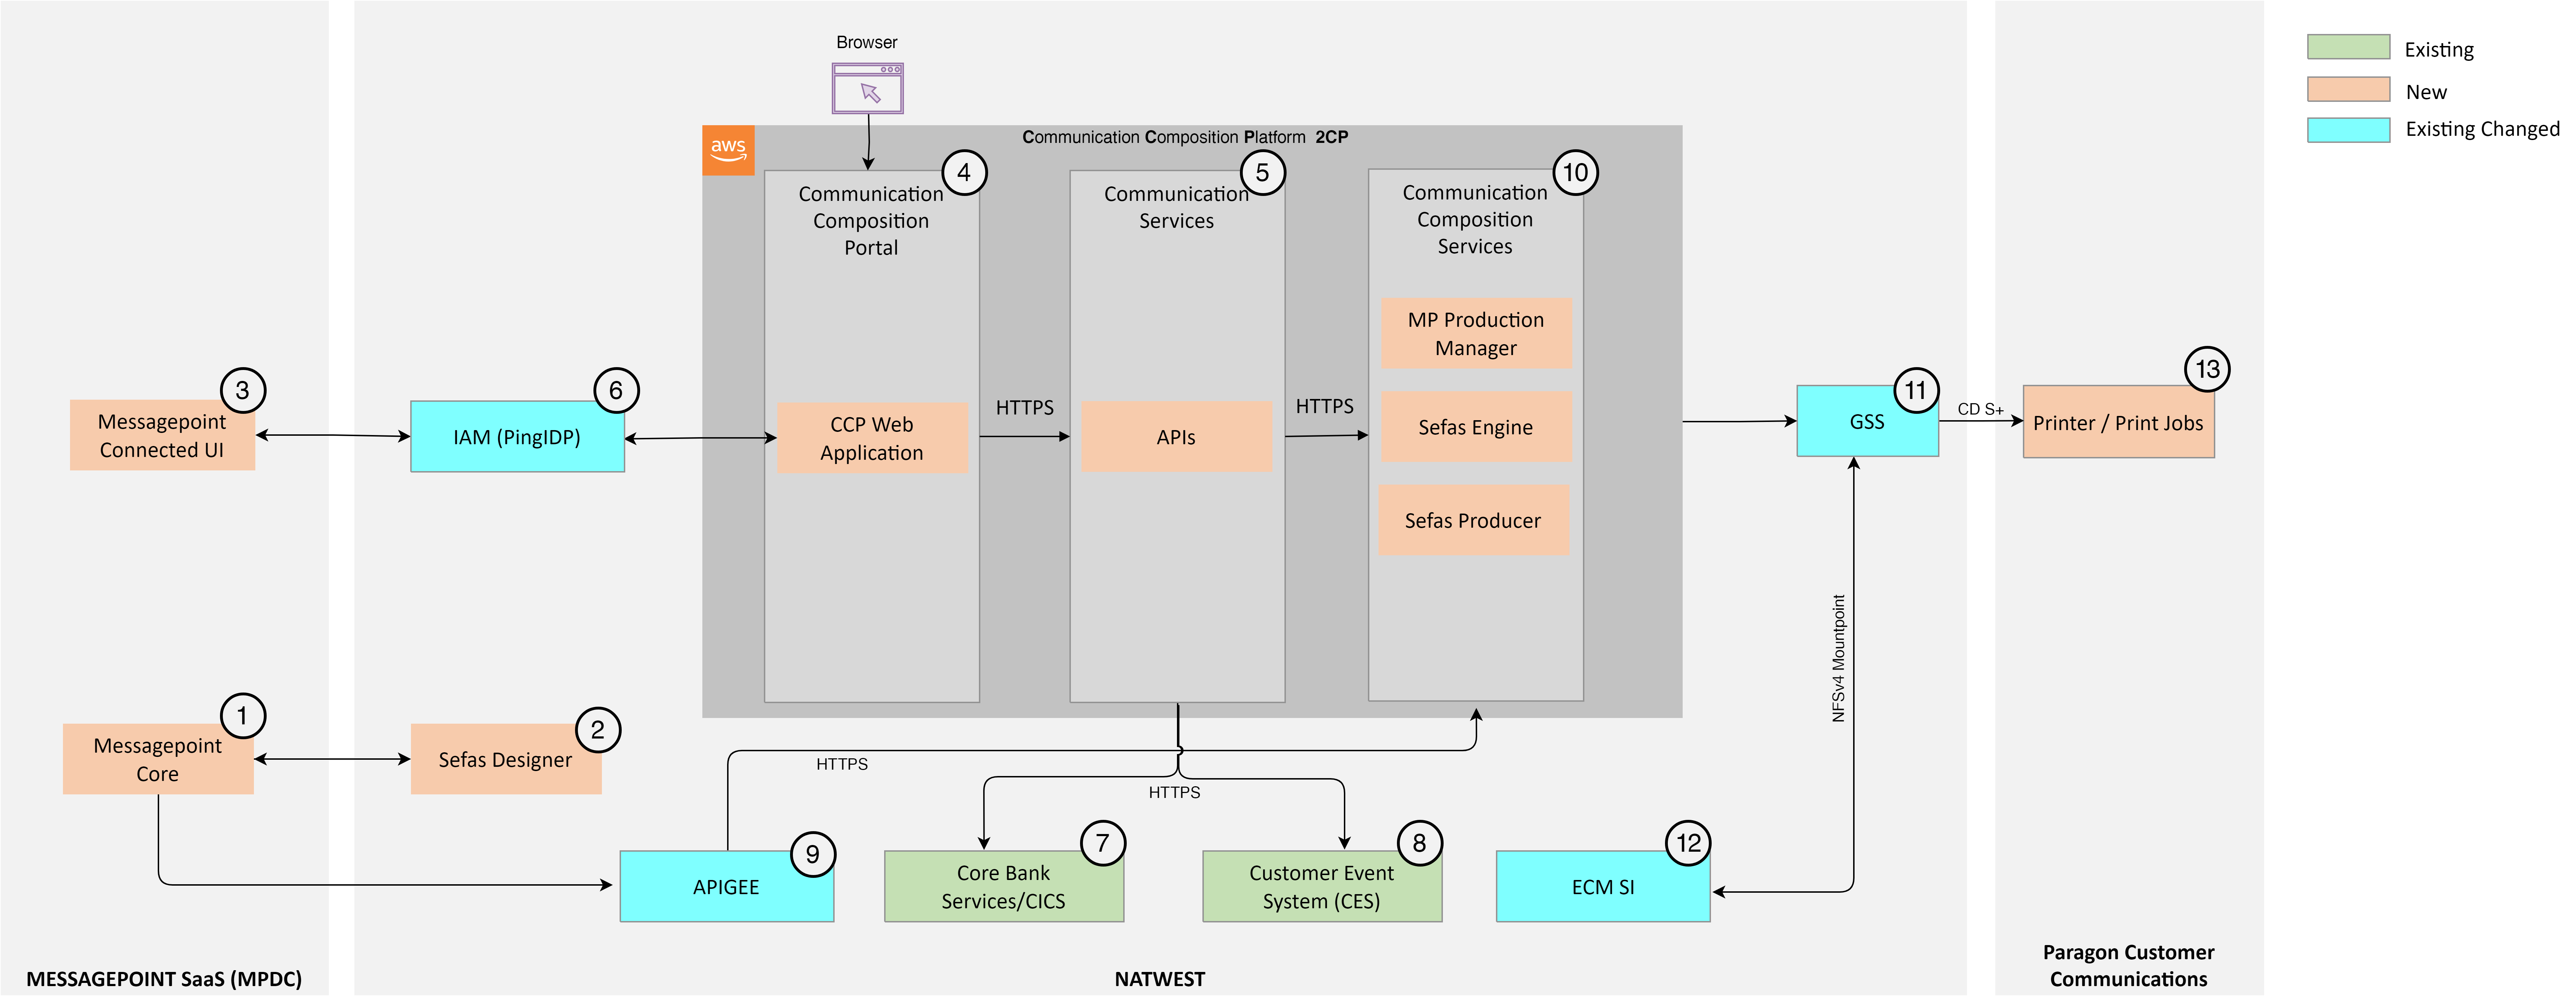 Browser
Existing
New
Existing Changed
aws
Communication Composition Platform 2CP
4
5
10
Communication
Composition
Portal
Communication
Services
Communication
Composition
Services
MP Production
Manager
3
6
11
13
Messagepoint
Connected UI
IAM (PingIDP)
CCP Web
Application
HTTPS
APIs
HTTPS
Sefas Engine
GSS
CD S+
Printer / Print Jobs
Sefas Producer
NFSv4 Mountpoint
1
2
Messagepoint
Core
Sefas Designer
HTTPS
HTTPS
9
7
8
12
APIGEE
Core Bank
Services/CICS
Customer Event
System (CES)
ECM SI
MESSAGEPOINT SaaS (MPDC)
NATWEST
Paragon Customer
Communications